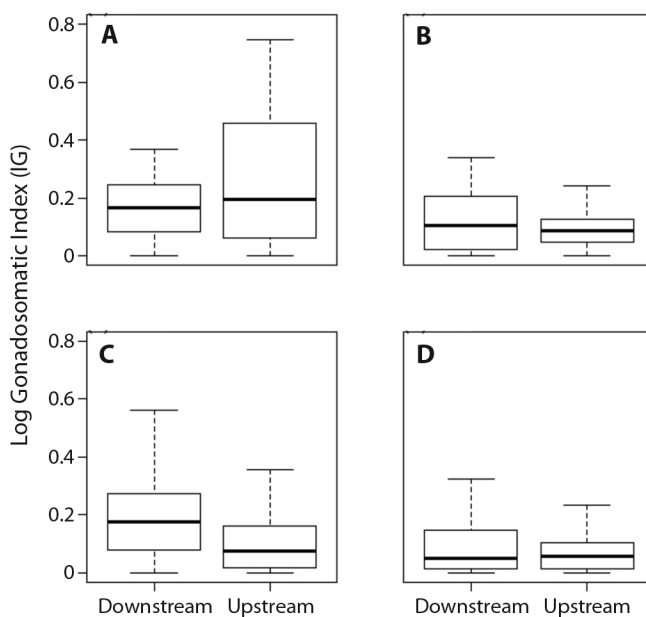 Log Gonadosomatic Index (IG)
A
B
0.8
0.6
0.4
0.2
0
C
D
0.8
0.6
0.4
0.2
0
Downstream Upstream
Downstream Upstream